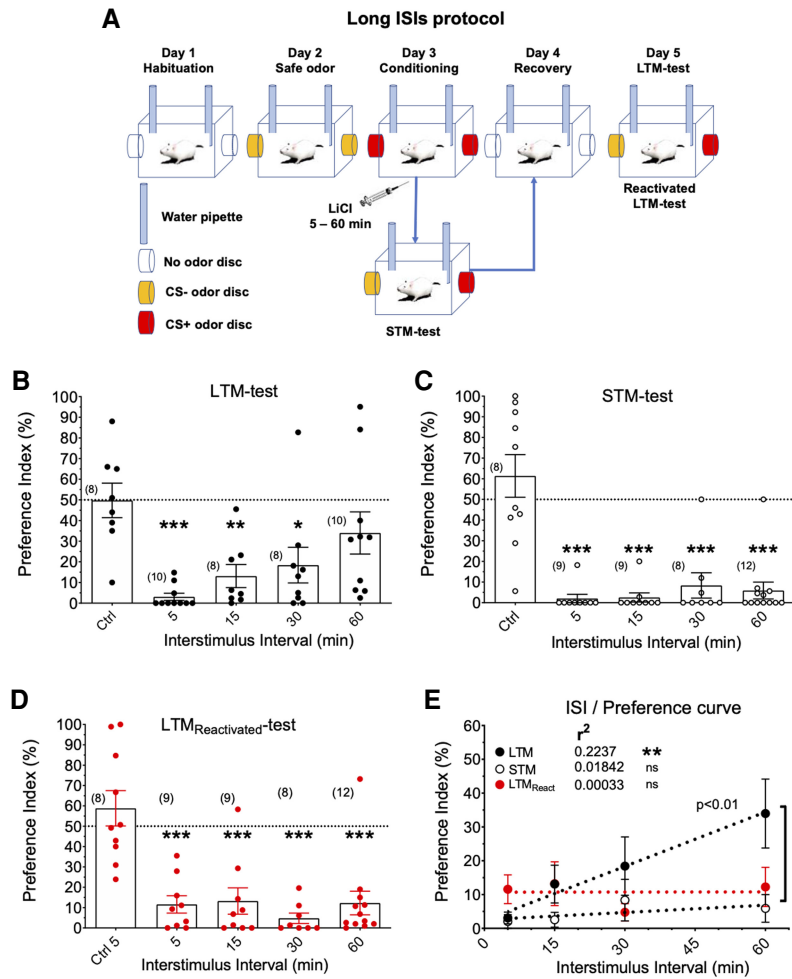 A
Long ISIs protocol
Day 1 Day 2 Day 3 Day 4 Day 5
Habituation Safe odor Conditioning Recovery LTM-test
Reactivated
LTM-test
LiCl
5 – 60 min
Water pipette
No odor disc
CS- odor disc
CS+ odor disc
STM-test
B
LTM-test
Preference Index (%)
100
90
80
70
60
50
40
30
20
10
0
(8) (10) (8) (8) (10)
*** ** *
Ctrl 5 15 30 60
Interstimulus Interval (min)
C
STM-test
Preference Index (%)
100
90
80
70
60
50
40
30
20
10
0
(8) (9) (9) (8) (12)
*** *** *** ***
Ctrl 5 15 30 60
Interstimulus Interval (min)
D
LTMReactivated-test
Preference Index (%)
100
90
80
70
60
50
40
30
20
10
0
(8) (9) (9) (8) (12)
*** *** *** ***
Ctrl 5 5 15 30 60
Interstimulus Interval (min)
E
ISI / Preference curve
Preference Index (%)
60
50
40
30
20
10
0
r2
LTM 0.2237 **
STM 0.01842 ns
LTMReact 0.00033 ns
p<0.01
0 15 30 45 60
Interstimulus Interval (min)